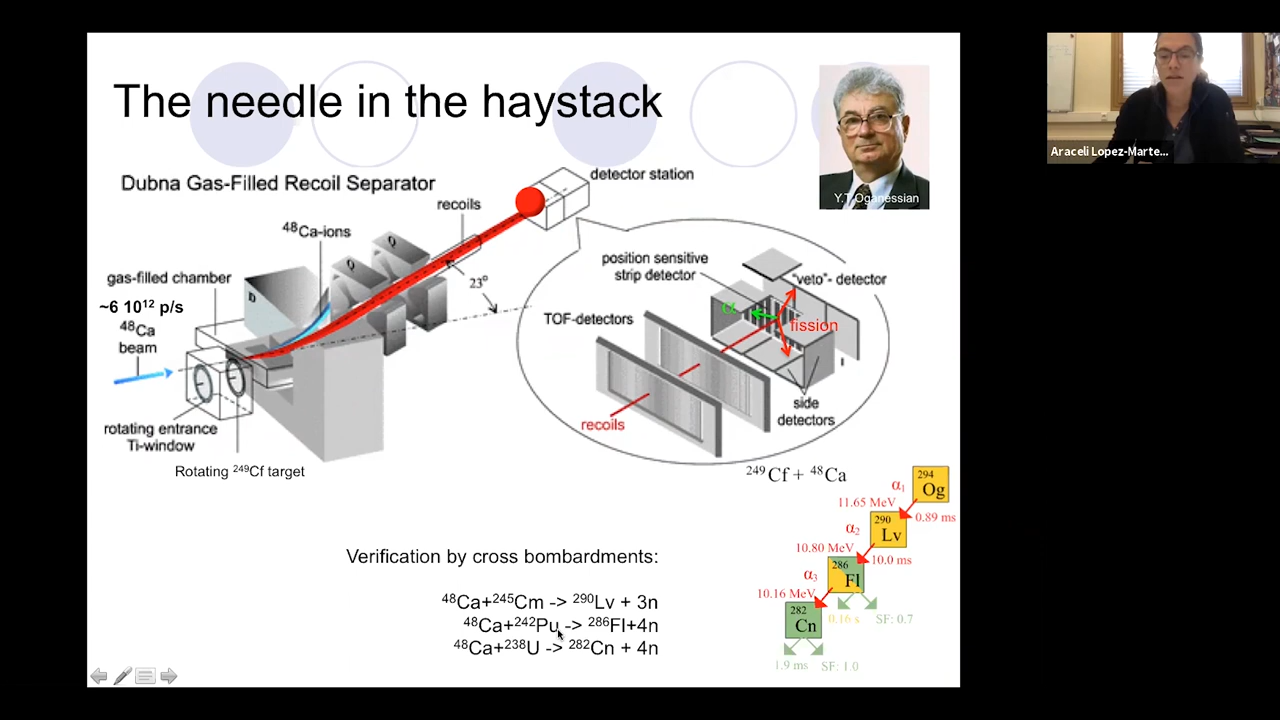 The needle in the haystack
Y.T Oganessian
Dubna Gas-Filled Recoil Separator
detector station
recoils
⁴⁸Ca-ions
gas-filled chamber
~6 10¹² p/s
⁴⁸Ca
beam
D
Q
Q
23º
rotating entrance
Ti-window
Rotating ²⁴⁹Cf target
position sensitive
strip detector
"veto"- detector
TOF-detectors
α
fission
side
detectors
recoils
²⁴⁹Cf + ⁴⁸Ca
294
Og
α₁
11.65 MeV
0.89 ms
290
Lv
α₂
10.80 MeV
10.0 ms
286
Fl
α₃
10.16 MeV
0.16 s
SF: 0.7
282
Cn
1.9 ms
SF: 1.0
Verification by cross bombardments:
⁴⁸Ca+²⁴⁵Cm -> ²⁹⁰Lv + 3n
⁴⁸Ca+²⁴²Pu -> ²⁸⁶Fl+4n
⁴⁸Ca+²³⁸U -> ²⁸²Cn + 4n
Araceli Lopez-Marte...